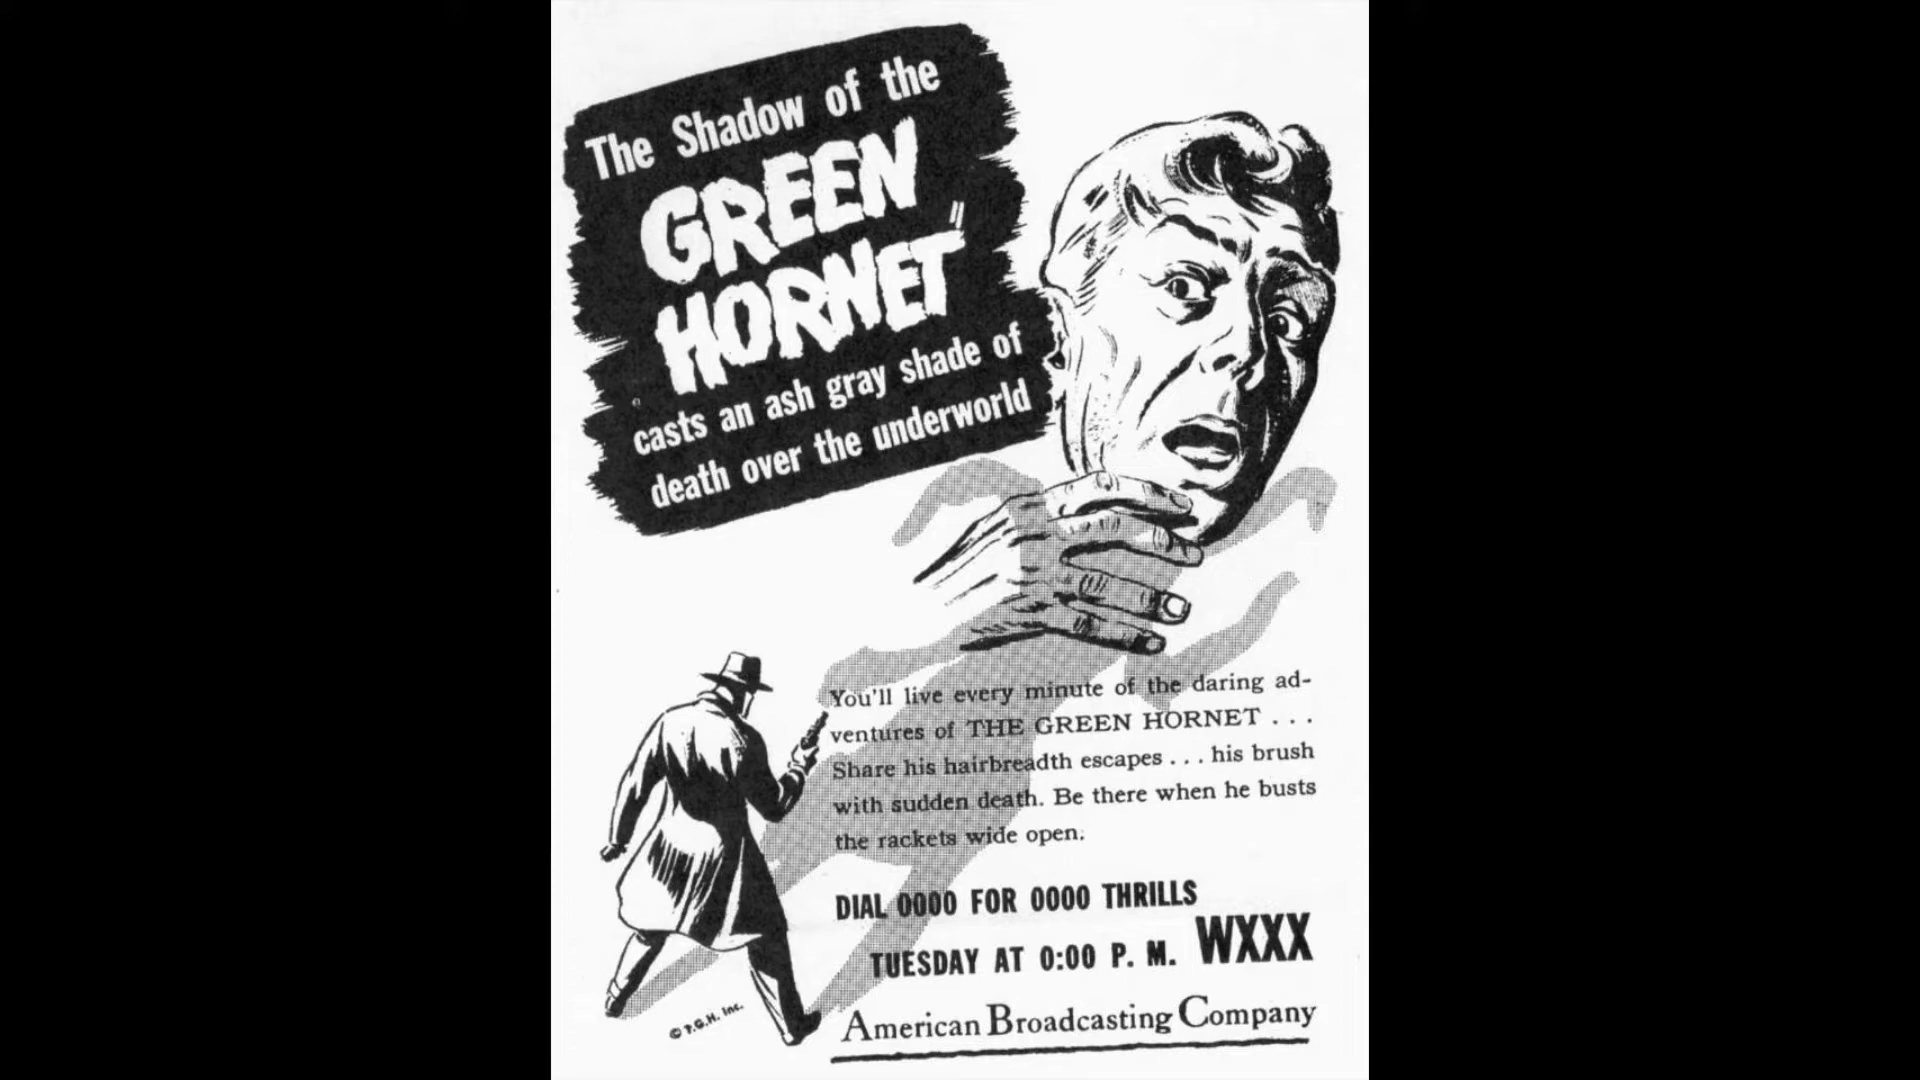 The Shadow of the
GREEN
HORNET"
casts an ash gray shade of
death over the underworld
You'll live every minute of the daring ad-
ventures of THE GREEN HORNET . . .
Share his hairbreadth escapes . . . his brush
with sudden death. Be there when he busts
the rackets wide open.
DIAL 0000 FOR 0000 THRILLS
TUESDAY AT 0:00 P. M. WXXX
American Broadcasting Company
© T.G.H. Inc.